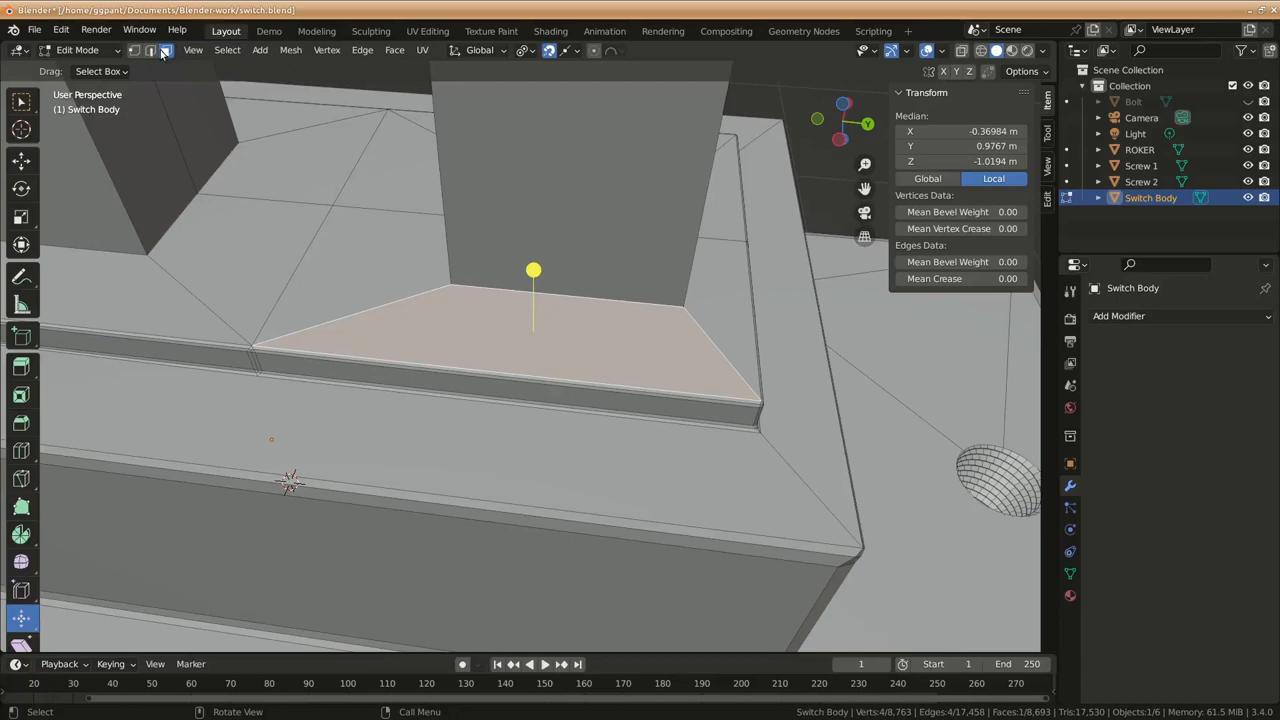 Blender* [/home/ggpant/Documents/Blender-work/switch.blend]
File Edit Render Window Help Layout Modeling Sculpting UV Editing Texture Paint Shading Animation Rendering Compositing Geometry Nodes Scripting Scene ViewLayer
Edit Mode View Select Add Mesh Vertex Edge Face UV Global
Drag: Select Box X Y Z Options
User Perspective
(1) Switch Body
Transform
Median:
X -0.36984 m
Y 0.9767 m
Z -1.0194 m
Global Local
Vertices Data:
Mean Bevel Weight 0.00
Mean Vertex Crease 0.00
Edges Data:
Mean Bevel Weight 0.00
Mean Crease 0.00
Item
Tool
View
Edit
Y
Scene Collection
Collection
Bolt
Camera
Light
ROKER
Screw 1
Screw 2
Switch Body
Switch Body
Add Modifier
Playback Keying View Marker 1 Start 1 End 250
20 30 40 50 60 70 80 90 100 110 120 130 140 150 160 170 180 190 200 210 220 230 240 250 260 270
Select Rotate View Call Menu Switch Body | Verts:4/8,763 | Edges:4/17,458 | Faces:1/8,693 | Tris:17,530 | Objects:1/6 | Memory: 61.5 MiB | 3.4.0